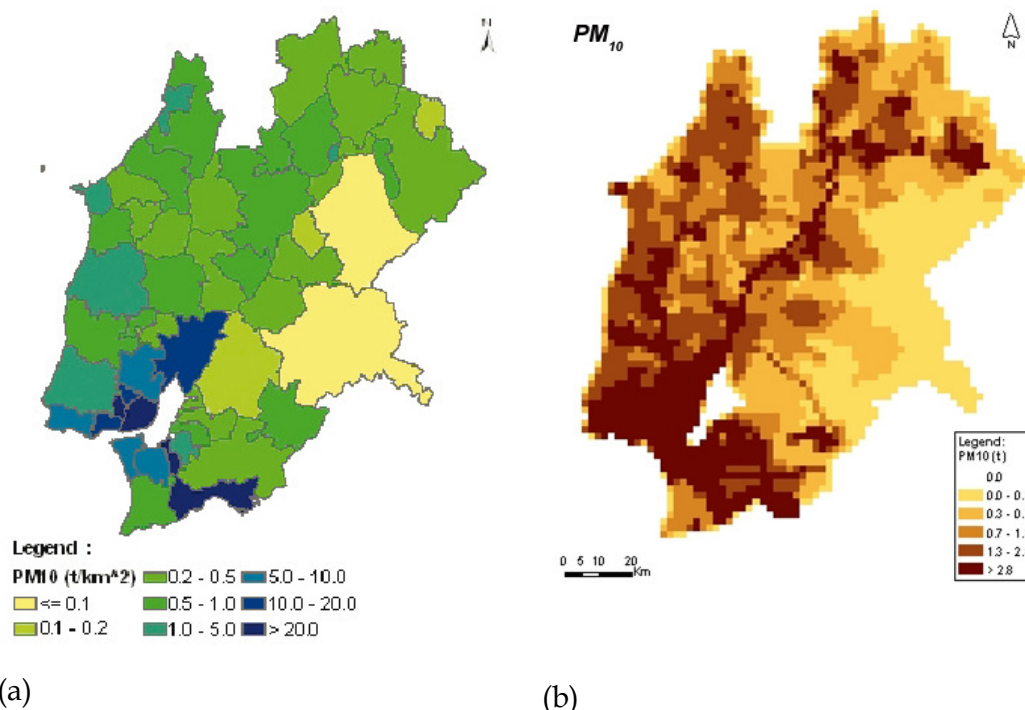 N
Legend :
PM10 (t/km^2)
<= 0.1
0.1 - 0.2
0.2 - 0.5
0.5 - 1.0
1.0 - 5.0
5.0 - 10.0
10.0 - 20.0
> 20.0
(a)
PM10
N
0 5 10 20
Km
Legend:
PM10 (t)
0.0
0.0 - 0.
0.3 - 0.
0.7 - 1.
1.3 - 2.
> 2.8
(b)